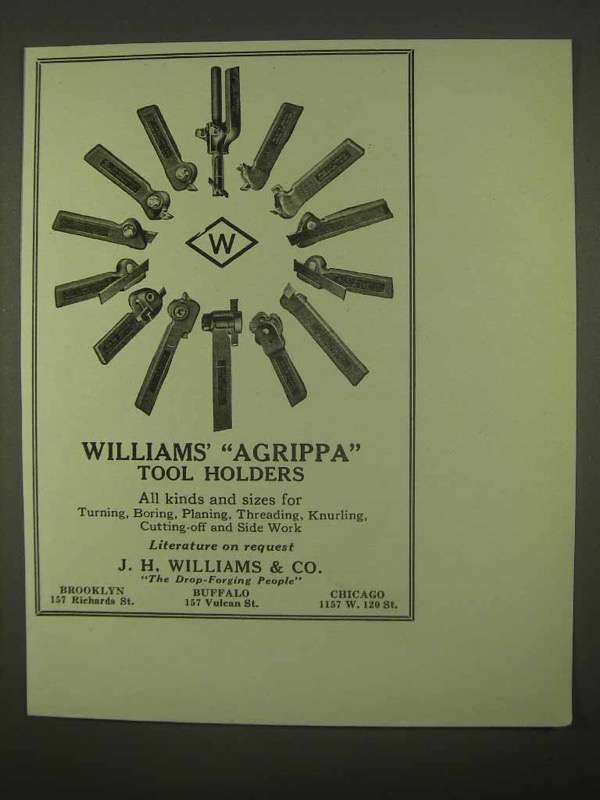 W
WILLIAMS' "AGRIPPA"
TOOL HOLDERS
All kinds and sizes for
Turning, Boring, Planing, Threading, Knurling,
Cutting-off and Side Work
Literature on request
J. H. WILLIAMS & CO.
"The Drop-Forging People"
BROOKLYN BUFFALO CHICAGO
157 Richards St. 157 Vulcan St. 1157 W. 120 St.